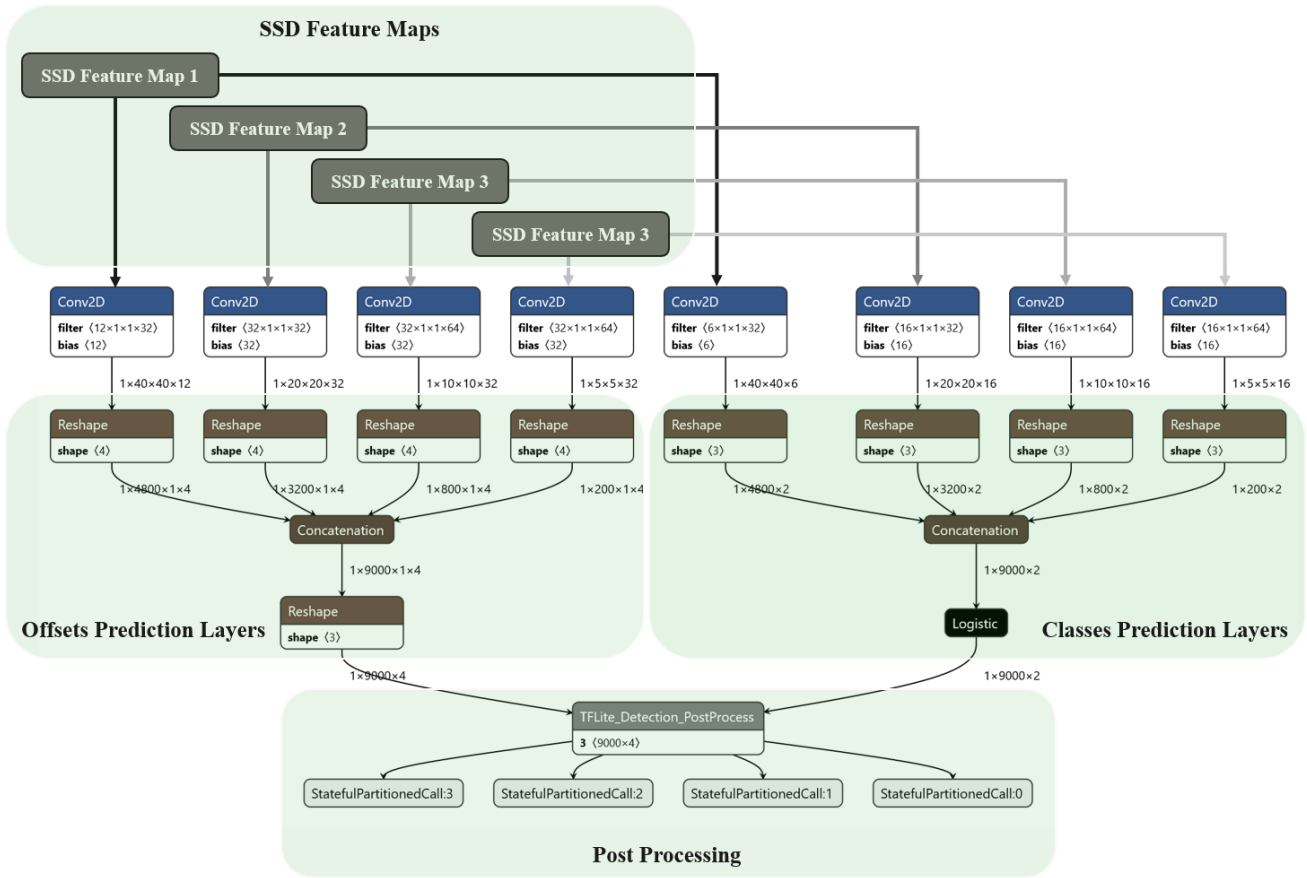 SSD Feature Maps
SSD Feature Map 1
SSD Feature Map 2
SSD Feature Map 3
SSD Feature Map 3
Conv2D
filter ⟨12×1×1×32⟩
bias ⟨12⟩
Conv2D
filter ⟨32×1×1×32⟩
bias ⟨32⟩
Conv2D
filter ⟨32×1×1×64⟩
bias ⟨32⟩
Conv2D
filter ⟨32×1×1×64⟩
bias ⟨32⟩
Conv2D
filter ⟨6×1×1×32⟩
bias ⟨6⟩
Conv2D
filter ⟨16×1×1×32⟩
bias ⟨16⟩
Conv2D
filter ⟨16×1×1×64⟩
bias ⟨16⟩
Conv2D
filter ⟨16×1×1×64⟩
bias ⟨16⟩
1×40×40×12
1×20×20×32
1×10×10×32
1×5×5×32
1×40×40×6
1×20×20×16
1×10×10×16
1×5×5×16
Reshape
shape ⟨4⟩
Reshape
shape ⟨4⟩
Reshape
shape ⟨4⟩
Reshape
shape ⟨4⟩
Reshape
shape ⟨3⟩
Reshape
shape ⟨3⟩
Reshape
shape ⟨3⟩
Reshape
shape ⟨3⟩
1×4800×1×4
1×3200×1×4
1×800×1×4
1×200×1×4
1×4800×2
1×3200×2
1×800×2
1×200×2
Concatenation
Concatenation
1×9000×1×4
1×9000×2
Reshape
shape ⟨3⟩
Logistic
Offsets Prediction Layers
Classes Prediction Layers
1×9000×4
1×9000×2
TFLite_Detection_PostProcess
3 ⟨9000×4⟩
StatefulPartitionedCall:3
StatefulPartitionedCall:2
StatefulPartitionedCall:1
StatefulPartitionedCall:0
Post Processing